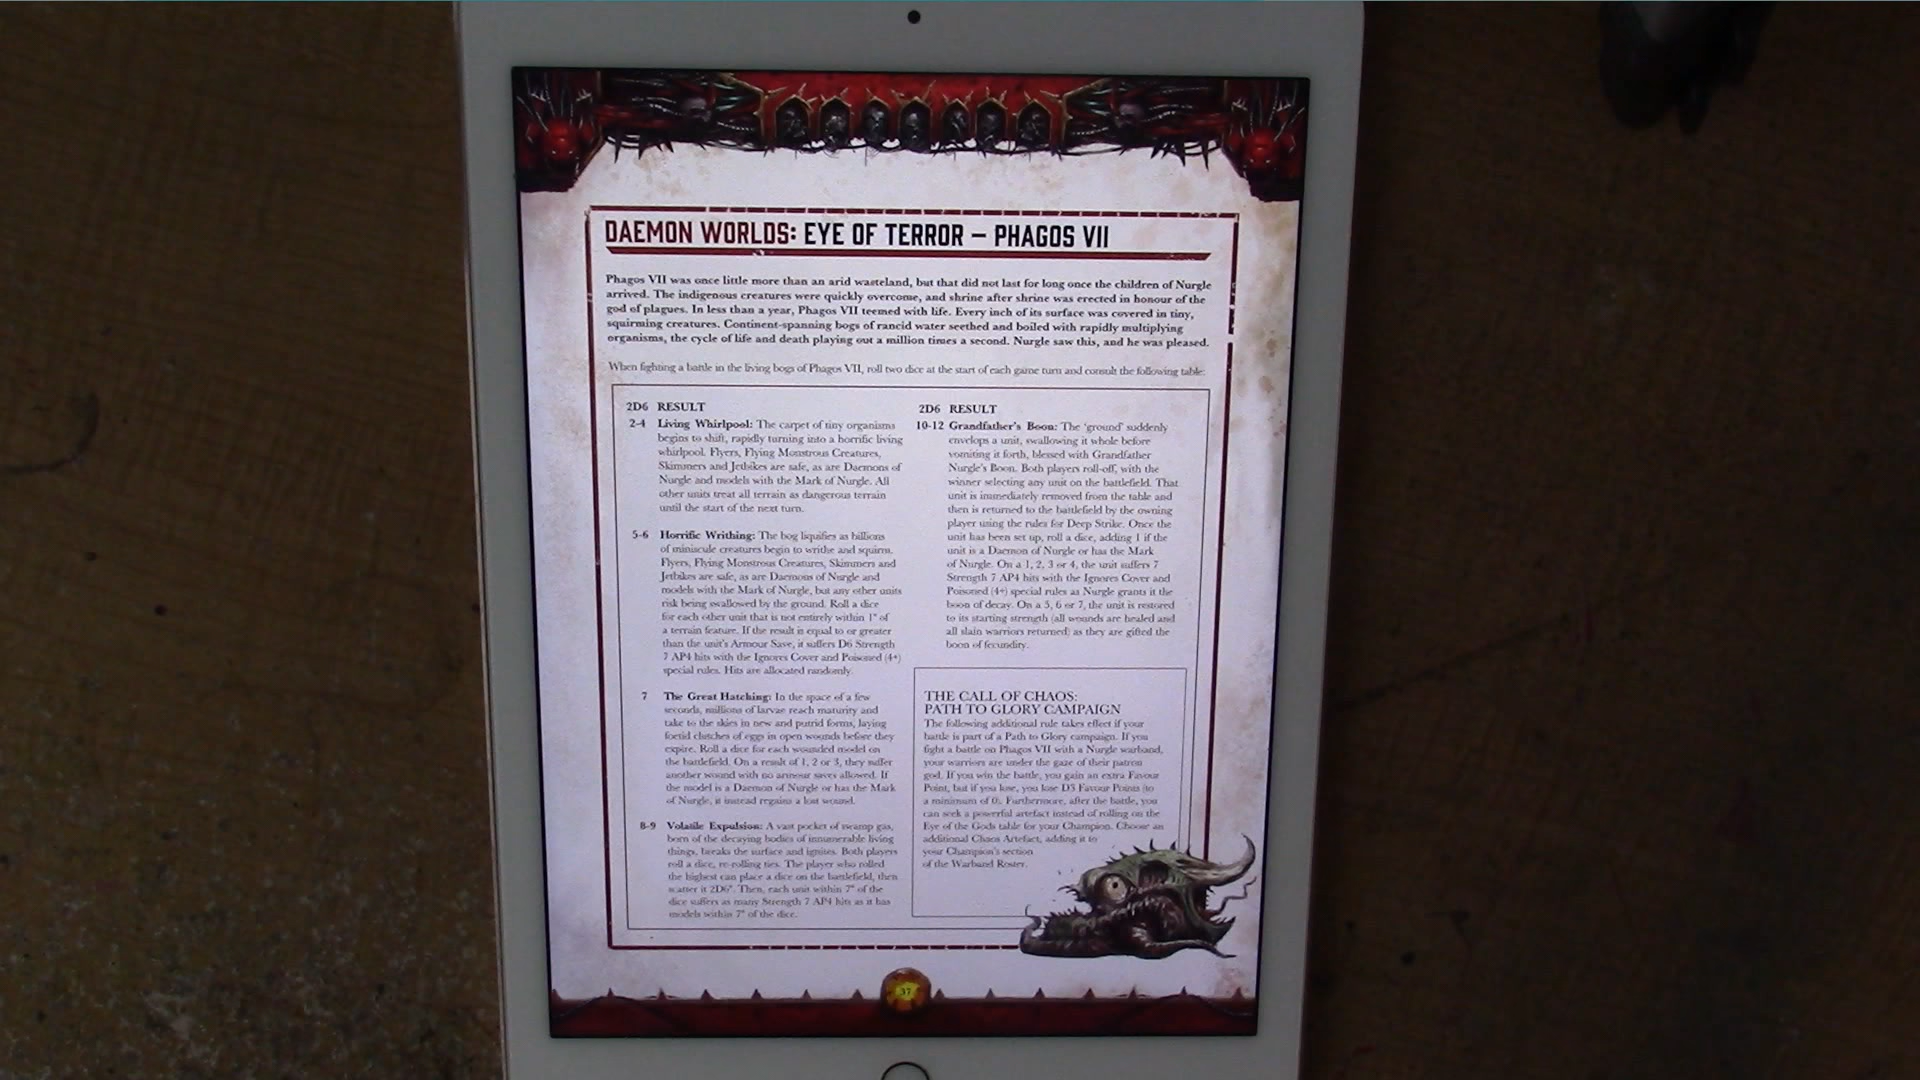 DAEMON WORLDS: EYE OF TERROR – PHAGOS VII
Phagos VII was once little more than an arid wasteland, but that did not last for long once the children of Nurgle
arrived. The indigenous creatures were quickly overcome, and shrine after shrine was erected in honour of the
god of plagues. In less than a year, Phagos VII teemed with life. Every inch of its surface was covered in tiny,
squirming creatures. Continent-spanning bogs of rancid water seethed and boiled with rapidly multiplying
organisms, the cycle of life and death playing out a million times a second. Nurgle saw this, and he was pleased.
When fighting a battle in the living bogs of Phagos VII, roll two dice at the start of each game turn and consult the following table:
2D6 RESULT
2-4 Living Whirlpool: The carpet of tiny organisms
begins to shift, rapidly turning into a horrific living
whirlpool. Flyers, Flying Monstrous Creatures,
Skimmers and Jetbikes are safe, as are Daemons of
Nurgle and models with the Mark of Nurgle. All
other units treat all terrain as dangerous terrain
until the start of the next turn.
5-6 Horrific Writhing: The bog liquifies as billions
of miniscule creatures begin to writhe and squirm.
Flyers, Flying Monstrous Creatures, Skimmers and
Jetbikes are safe, as are Daemons of Nurgle and
models with the Mark of Nurgle, but any other units
risk being swallowed by the ground. Roll a dice
for each other unit that is not entirely within 1" of
a terrain feature. If the result is equal to or greater
than the unit's Armour Save, it suffers D6 Strength
7 AP4 hits with the Ignores Cover and Poisoned (4+)
special rules. Hits are allocated randomly.
7 The Great Hatching: In the space of a few
seconds, millions of larvae reach maturity and
take to the skies in new and putrid forms, laying
foetid clutches of eggs in open wounds before they
expire. Roll a dice for each wounded model on
the battlefield. On a result of 1, 2 or 3, they suffer
another wound with no armour saves allowed. If
the model is a Daemon of Nurgle or has the Mark
of Nurgle, it instead regains a lost wound.
8-9 Volatile Expulsion: A vast pocket of swamp gas,
born of the decaying bodies of innumerable living
things, breaks the surface and ignites. Both players
roll a dice, re-rolling ties. The player who rolled
the highest can place a dice on the battlefield, then
scatter it 2D6". Then, each unit within 7" of the
dice suffers as many Strength 7 AP4 hits as it has
models within 7" of the dice.
2D6 RESULT
10-12 Grandfather's Boon: The 'ground' suddenly
envelops a unit, swallowing it whole before
vomiting it forth, blessed with Grandfather
Nurgle's Boon. Both players roll-off, with the
winner selecting any unit on the battlefield. That
unit is immediately removed from the table and
then is returned to the battlefield by the owning
player using the rules for Deep Strike. Once the
unit has been set up, roll a dice, adding 1 if the
unit is a Daemon of Nurgle or has the Mark
of Nurgle. On a 1, 2, 3 or 4, the unit suffers 7
Strength 7 AP4 hits with the Ignores Cover and
Poisoned (4+) special rules as Nurgle grants it the
boon of decay. On a 5, 6 or 7, the unit is restored
to its starting strength (all wounds are healed and
all slain warriors returned) as they are gifted the
boon of fecundity.
THE CALL OF CHAOS:
PATH TO GLORY CAMPAIGN
The following additional rule takes effect if your
battle is part of a Path to Glory campaign. If you
fight a battle on Phagos VII with a Nurgle warband,
your warriors are under the gaze of their patron
god. If you win the battle, you gain an extra Favour
Point, but if you lose, you lose D3 Favour Points (to
a minimum of 0). Furthermore, after the battle, you
can seek a powerful artefact instead of rolling on the
Eye of the Gods table for your Champion. Choose an
additional Chaos Artefact, adding it to
your Champion's section
of the Warband Roster.
37